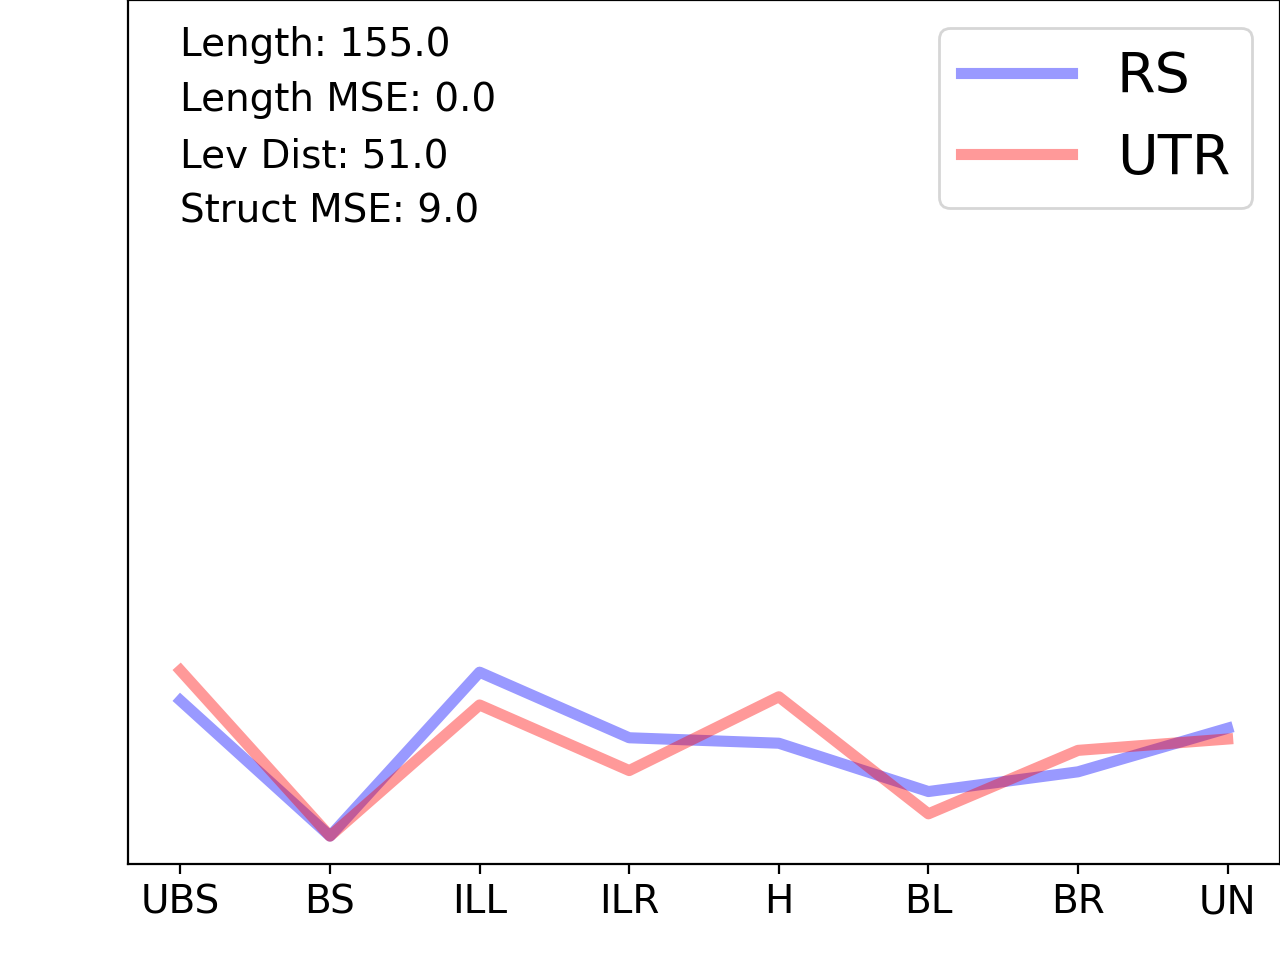 Length: 155.0
Length MSE: 0.0
Lev Dist: 51.0
Struct MSE: 9.0
RS
UTR
UBS BS ILL ILR H BL BR UN